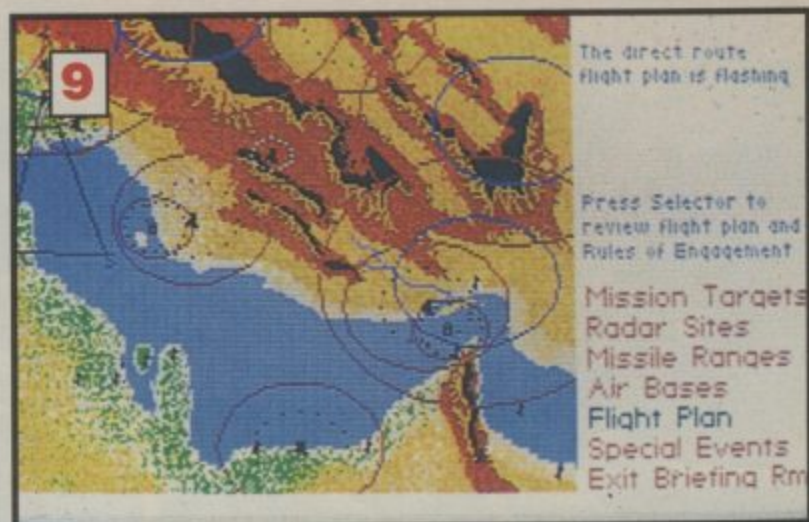 9
The direct route
flight plan is flashing
Press Selector to
review flight plan and
Rules of Engagement
Mission Targets
Radar Sites
Missile Ranges
Air Bases
Flight Plan
Special Events
Exit Briefing Rm